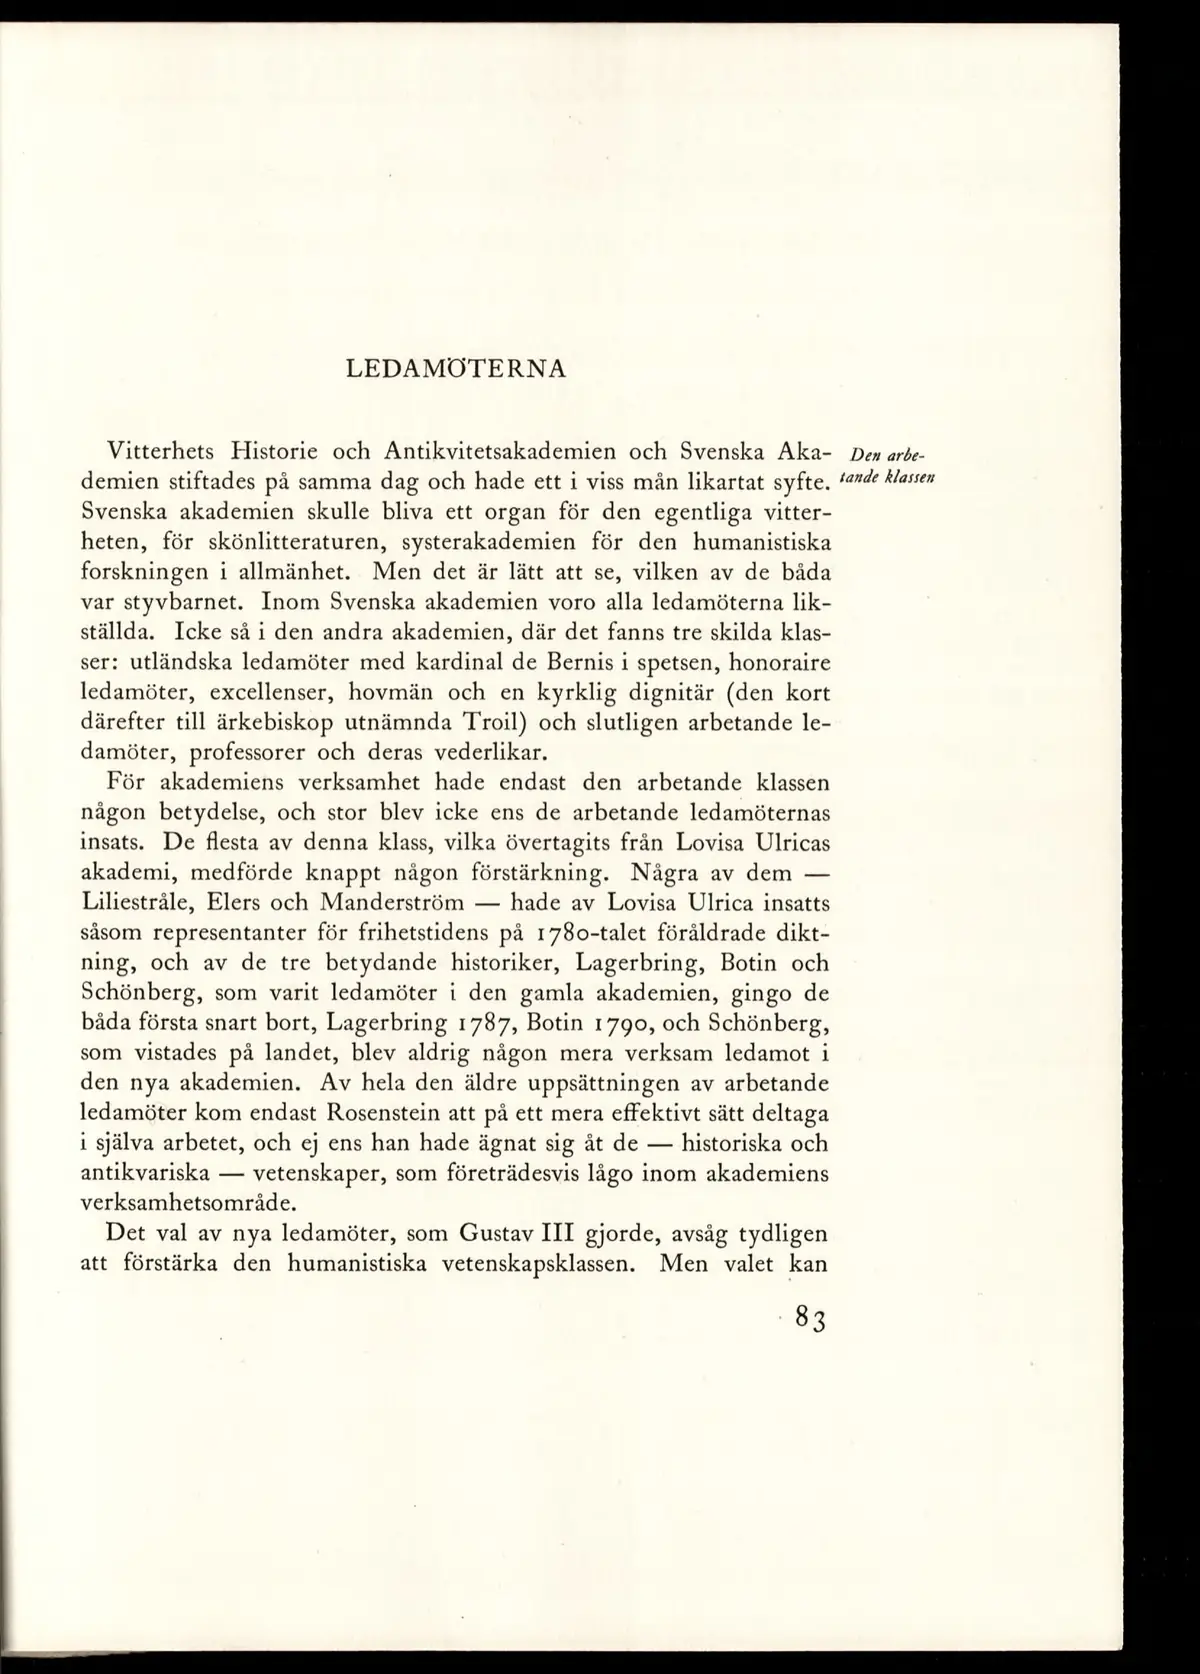 LEDAMÖTERNA
Vitterhets Historie och Antikvitetsakademien och Svenska Aka-
Den arbe-
demien stiftades på samma dag och hade ett i viss mån likartat syfte.
tande klassen
Svenska akademien skulle bliva ett organ för den egentliga vitter-
heten, för skönlitteraturen, systerakademien för den humanistiska
forskningen i allmänhet. Men det är lätt att se, vilken av de båda
var styvbarnet. Inom Svenska akademien voro alla ledamöterna lik-
ställda. Icke så i den andra akademien, där det fanns tre skilda klas-
ser: utländska ledamöter med kardinal de Bernis i spetsen, honoraire
ledamöter, excellenser, hovmän och en kyrklig dignitär (den kort
därefter till ärkebiskop utnämnda Troil) och slutligen arbetande le-
damöter, professorer och deras vederlikar.
För akademiens verksamhet hade endast den arbetande klassen
någon betydelse, och stor blev icke ens de arbetande ledamöternas
insats. De flesta av denna klass, vilka övertagits från Lovisa Ulricas
akademi, medförde knappt någon förstärkning. Några av dem —
Liliestråle, Elers och Manderström — hade av Lovisa Ulrica insatts
såsom representanter för frihetstidens på 1780-talet föråldrade dikt-
ning, och av de tre betydande historiker, Lagerbring, Botin och
Schönberg, som varit ledamöter i den gamla akademien, gingo de
båda första snart bort, Lagerbring 1787, Botin 1790, och Schönberg,
som vistades på landet, blev aldrig någon mera verksam ledamot i
den nya akademien. Av hela den äldre uppsättningen av arbetande
ledamöter kom endast Rosenstein att på ett mera effektivt sätt deltaga
i själva arbetet, och ej ens han hade ägnat sig åt de — historiska och
antikvariska — vetenskaper, som företrädesvis lågo inom akademiens
verksamhetsområde.
Det val av nya ledamöter, som Gustav III gjorde, avsåg tydligen
att förstärka den humanistiska vetenskapsklassen. Men valet kan
83